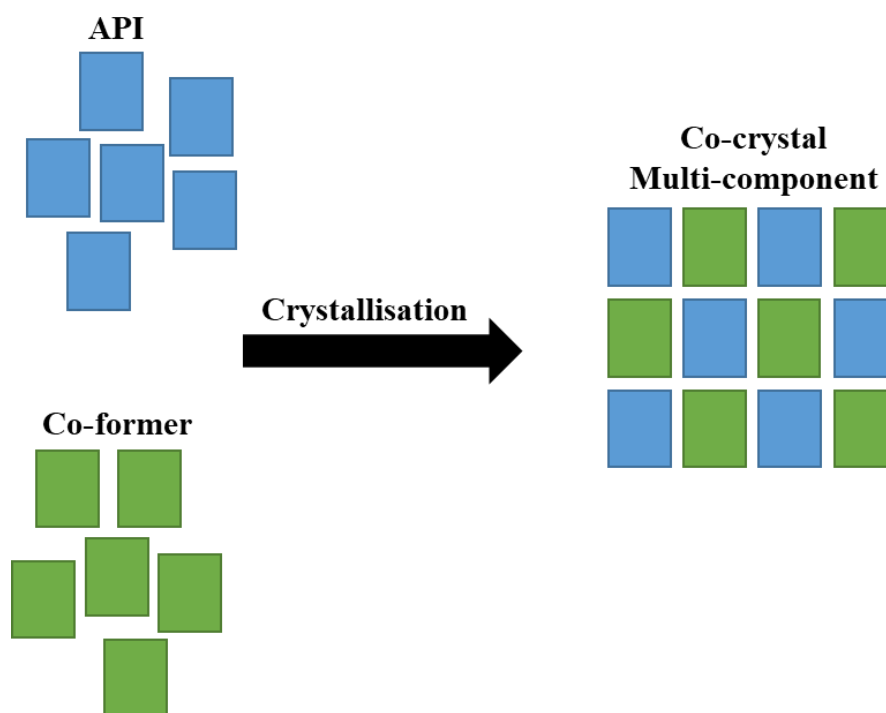 API
Co-crystal
Multi-component
Crystallisation
Co-former